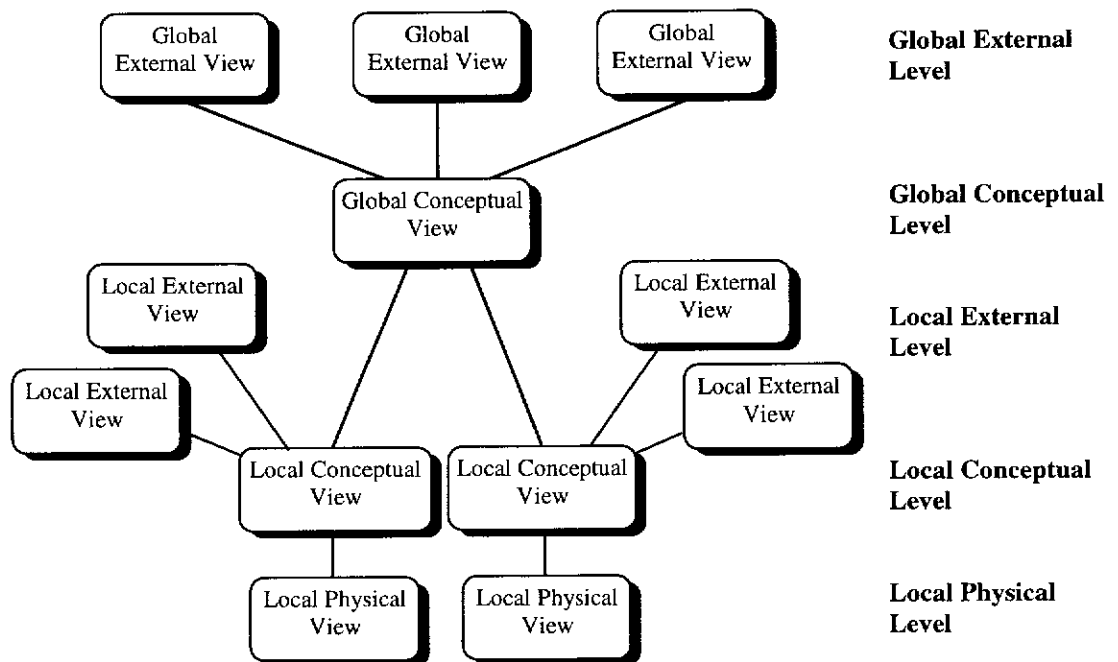 Global
External View
Global
External View
Global
External View
Global External
Level
Global Conceptual
View
Global Conceptual
Level
Local External
View
Local External
View
Local External
Level
Local External
View
Local External
View
Local Conceptual
View
Local Conceptual
View
Local Conceptual
Level
Local Physical
View
Local Physical
View
Local Physical
Level